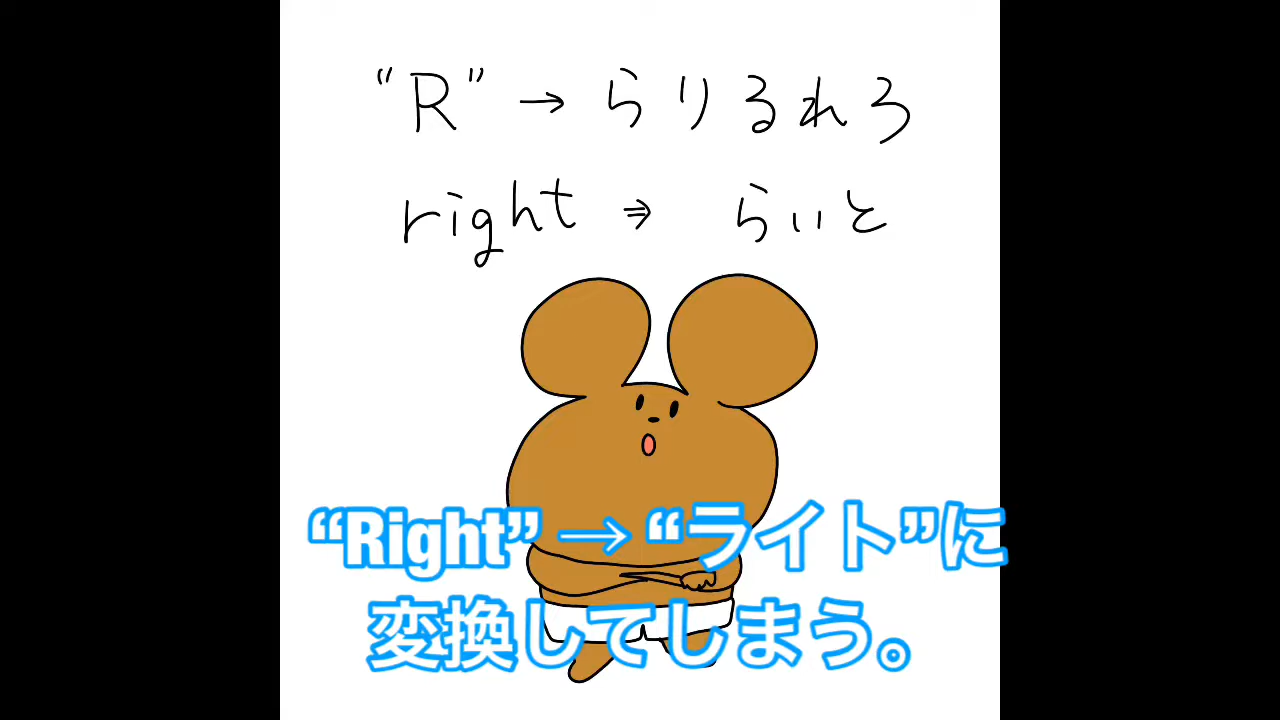 “R” → らりるれろ
right ⇒ らいと
“Right” → “ライト”に
変換してしまう。